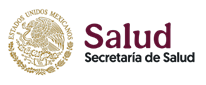 ESTADOS UNIDOS MEXICANOS
Salud
Secretaría de Salud